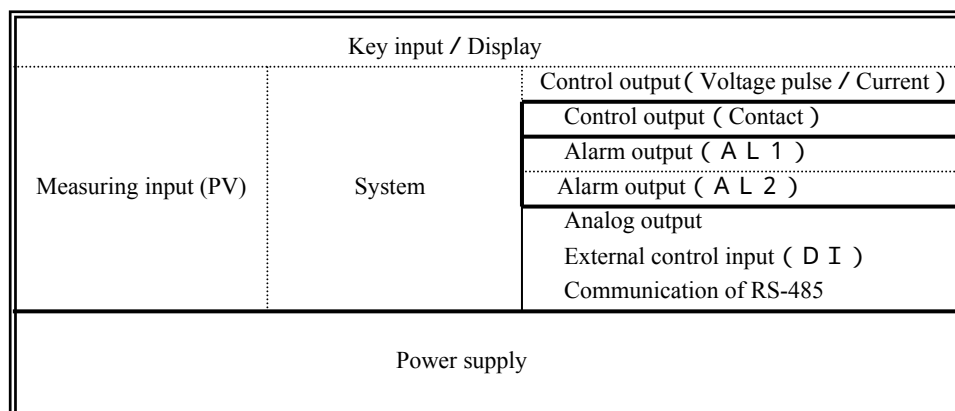 Key input／Display
Control output(Voltage pulse／Current)
Control output(Contact)
Alarm output(ＡＬ1)
Measuring input (PV)
System
Alarm output(ＡＬ2)
Analog output
External control input(ＤＩ)
Communication of RS-485
Power supply